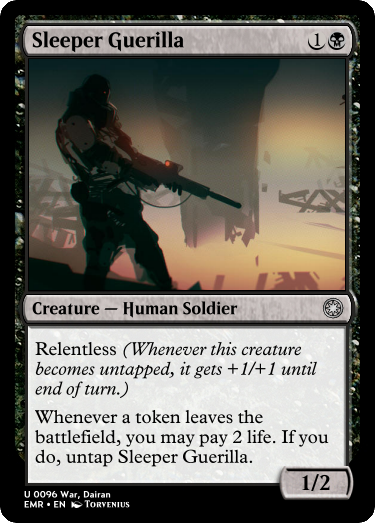 Sleeper Guerilla 1
Creature — Human Soldier
Relentless (Whenever this creature
becomes untapped, it gets +1/+1 until
end of turn.)
Whenever a token leaves the
battlefield, you may pay 2 life. If you
do, untap Sleeper Guerilla.
1/2
U 0096 War, Dairan
EMR • EN Torvenius